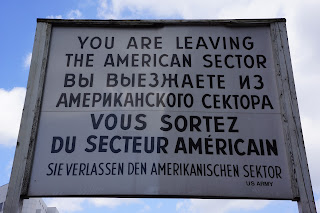 YOU ARE LEAVING
THE AMERICAN SECTOR
ВЫ ВЫЕЗЖАЕТЕ ИЗ
АМЕРИКАНСКОГО СЕКТОРА
VOUS SORTEZ
DU SECTEUR AMÉRICAIN
SIE VERLASSEN DEN AMERIKANISCHEN SEKTOR
US ARMY